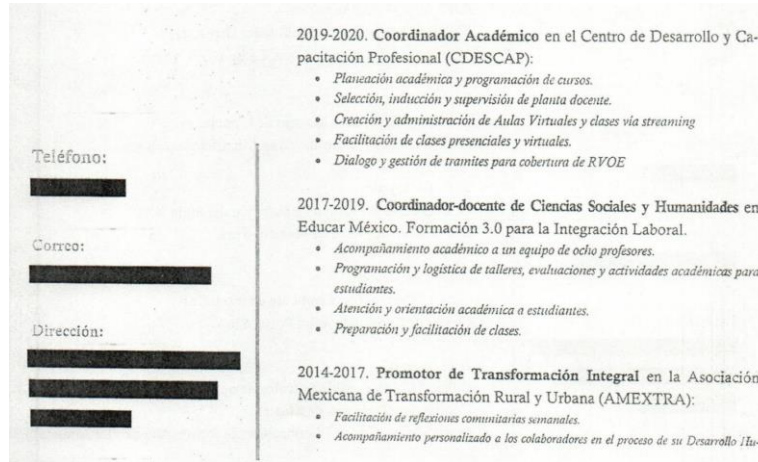 Teléfono:
Correo:
Dirección:
2019-2020. Coordinador Académico en el Centro de Desarrollo y Ca-
pacitación Profesional (CDESCAP):
• Planeación académica y programación de cursos.
• Selección, inducción y supervisión de planta docente.
• Creación y administración de Aulas Virtuales y clases vía streaming
• Facilitación de clases presenciales y virtuales.
• Dialogo y gestión de tramites para cobertura de RVOE
2017-2019. Coordinador-docente de Ciencias Sociales y Humanidades en
Educar México. Formación 3.0 para la Integración Laboral.
• Acompañamiento académico a un equipo de ocho profesores.
• Programación y logística de talleres, evaluaciones y actividades académicas para
estudiantes.
• Atención y orientación académica a estudiantes.
• Preparación y facilitación de clases.
2014-2017. Promotor de Transformación Integral en la Asociación
Mexicana de Transformación Rural y Urbana (AMEXTRA):
• Facilitación de reflexiones comunitarias semanales.
• Acompañamiento personalizado a los colaboradores en el proceso de su Desarrollo Hu-